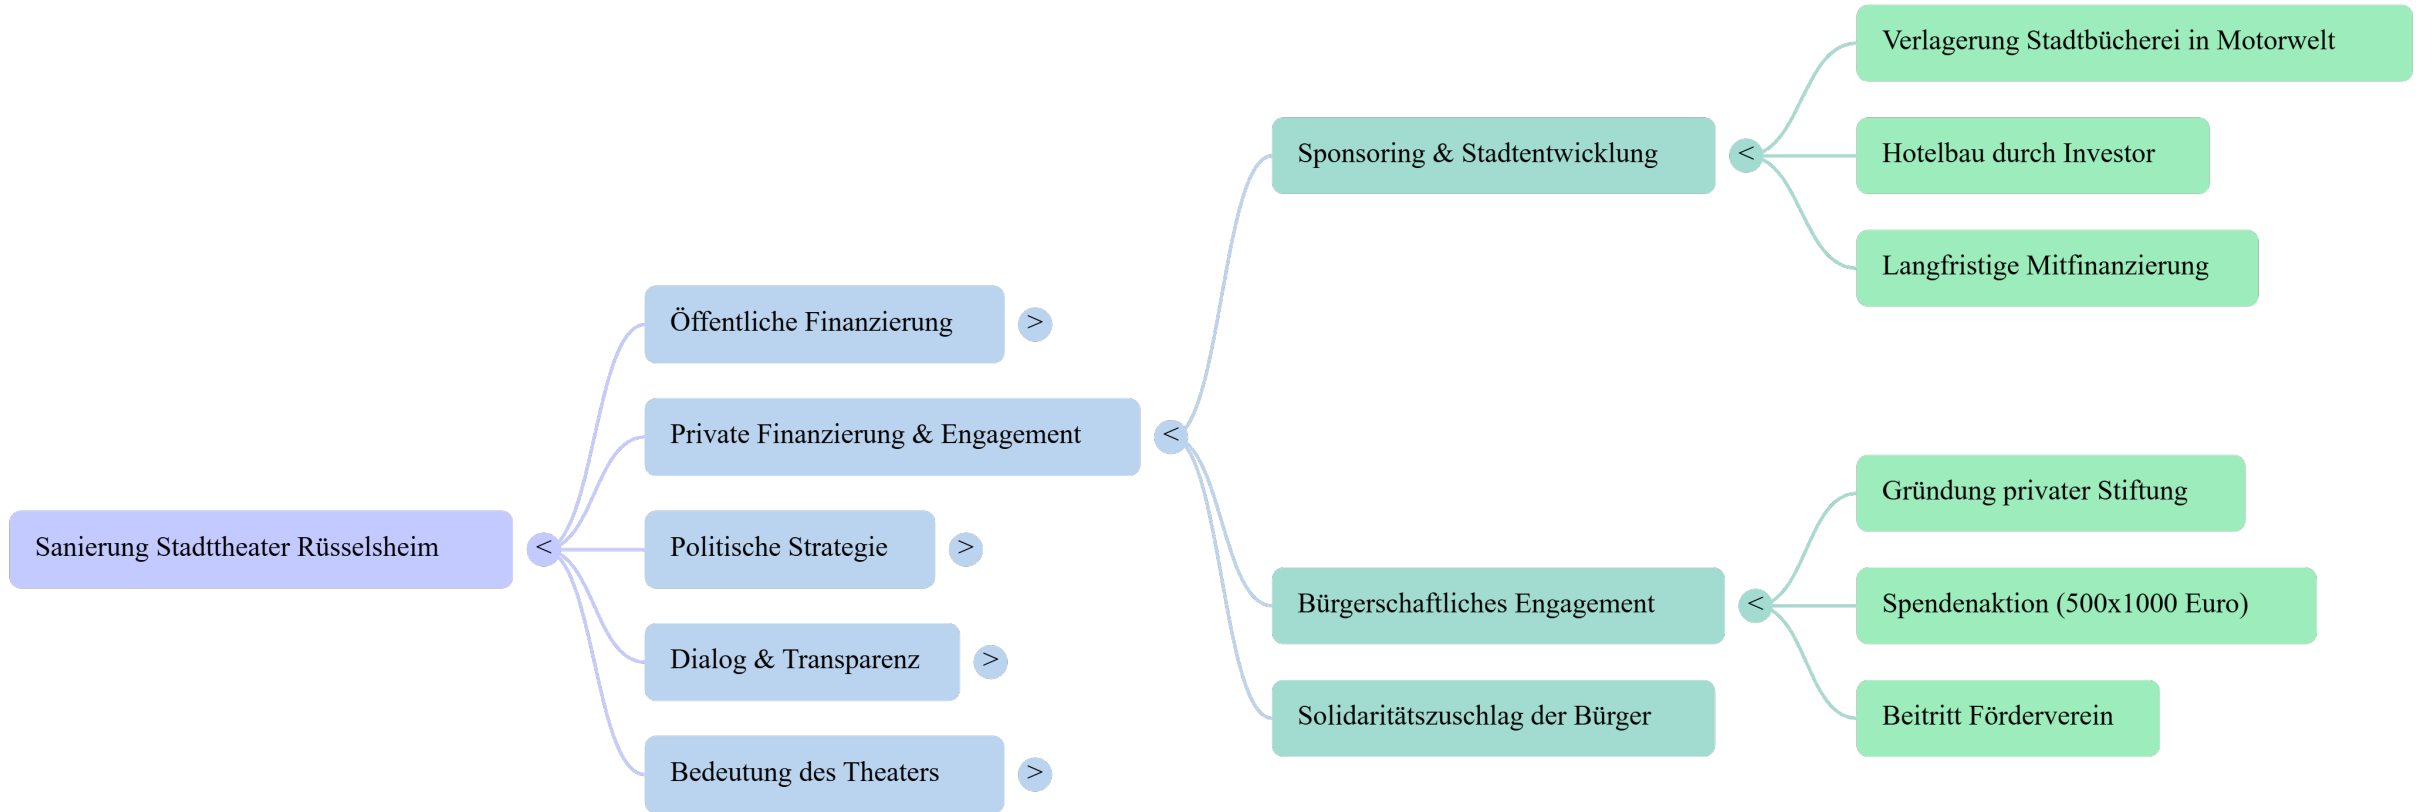 Sanierung Stadttheater Rüsselsheim
<
Öffentliche Finanzierung
>
Private Finanzierung & Engagement
<
Sponsoring & Stadtentwicklung
<
Verlagerung Stadtbücherei in Motorwelt
Hotelbau durch Investor
Langfristige Mitfinanzierung
Bürgerschaftliches Engagement
<
Gründung privater Stiftung
Spendenaktion (500x1000 Euro)
Beitritt Förderverein
Solidaritätszuschlag der Bürger
Politische Strategie
>
Dialog & Transparenz
>
Bedeutung des Theaters
>